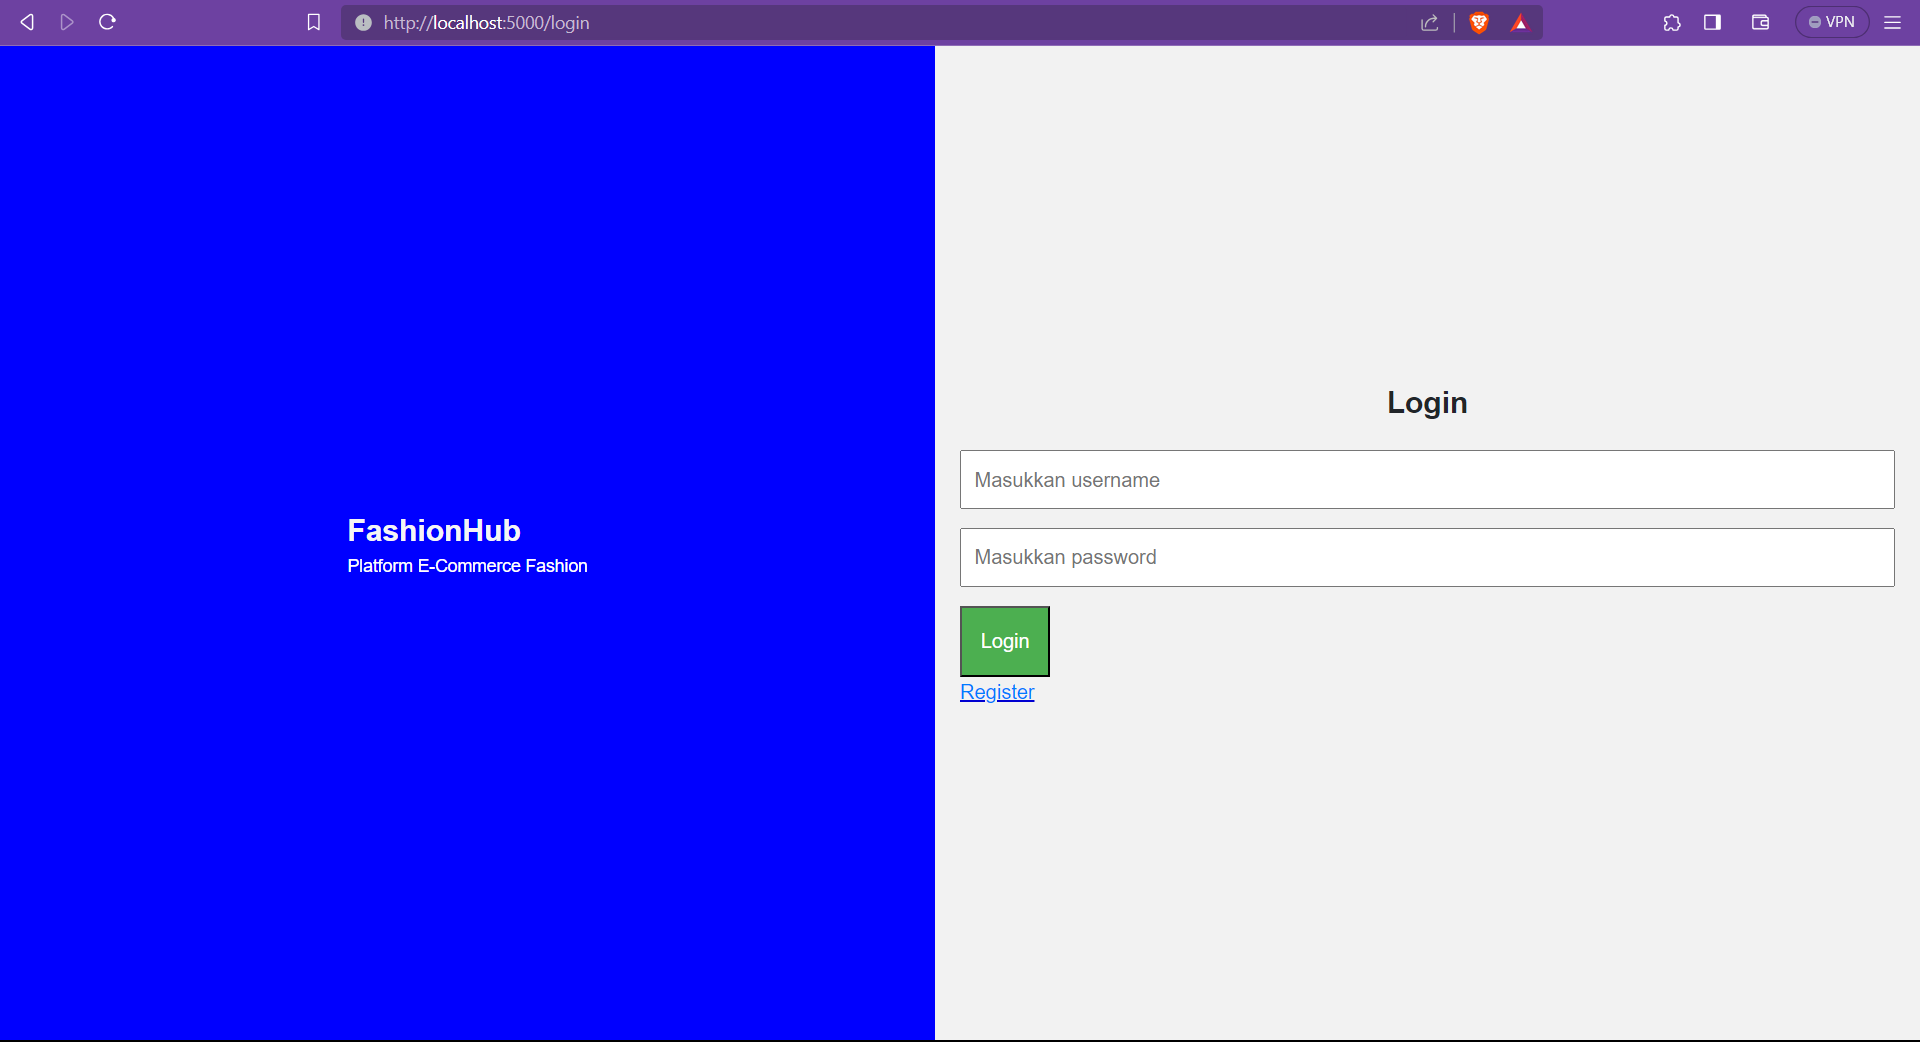 http://localhost:5000/login
VPN
FashionHub
Platform E-Commerce Fashion
Login
Masukkan username
Masukkan password
Login
Register